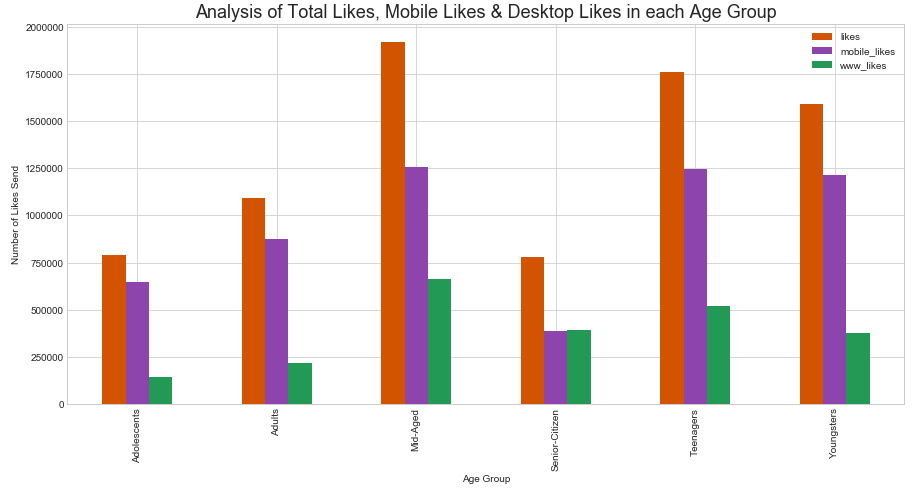 Analysis of Total Likes, Mobile Likes & Desktop Likes in each Age Group
likes
mobile_likes
www_likes
Number of Likes Send
2000000
1750000
1500000
1250000
1000000
750000
500000
250000
0
Adolescents
Adults
Mid-Aged
Senior-Citizen
Teenagers
Youngsters
Age Group